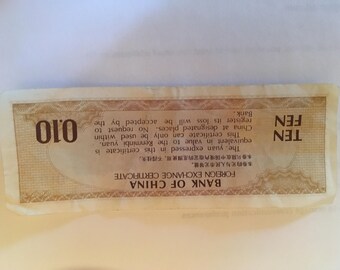 BANK OF CHINA
FOREIGN EXCHANGE CERTIFICATE
The yuan expressed in the certificate is
equivalent in value to Renminbi yuan.
This certificate can only be used within
China at designated places. No request to
register its loss will be accepted by the
Bank.
TEN
FEN
0.10